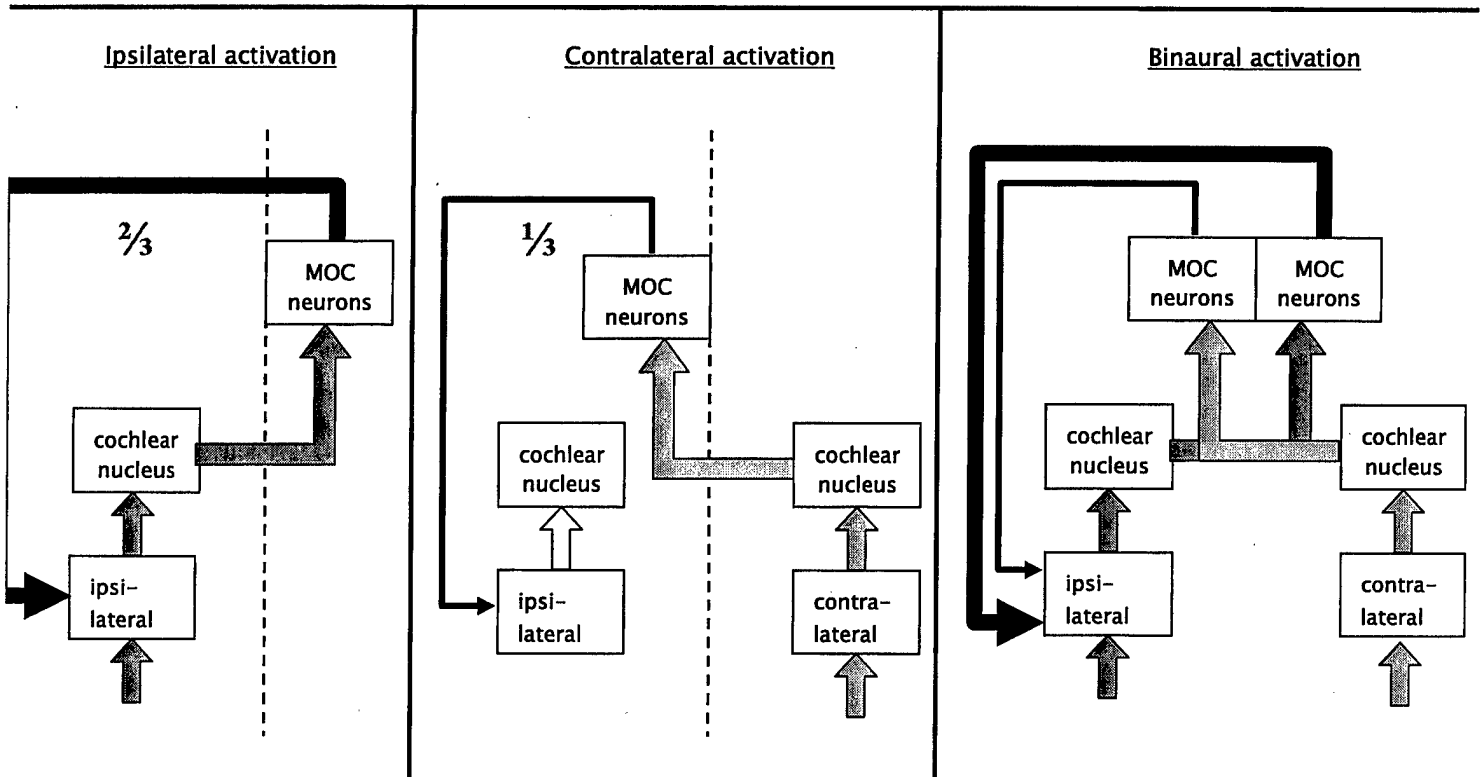 Ipsilateral activation
2/3
MOC
neurons
cochlear
nucleus
ipsi-
lateral
Contralateral activation
1/3
MOC
neurons
cochlear
nucleus
cochlear
nucleus
ipsi-
lateral
contra-
lateral
Binaural activation
MOC
neurons
MOC
neurons
cochlear
nucleus
cochlear
nucleus
ipsi-
lateral
contra-
lateral